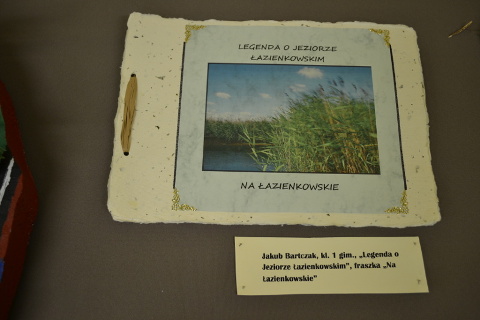 LEGENDA O JEZIORZE
ŁAZIENKOWSKIM
NA ŁAZIENKOWSKIE
Jakub Bartczak, kl. 1 gim., „Legenda o
Jeziorze Łazienkowskim”, fraszka „Na
Łazienkowskie”